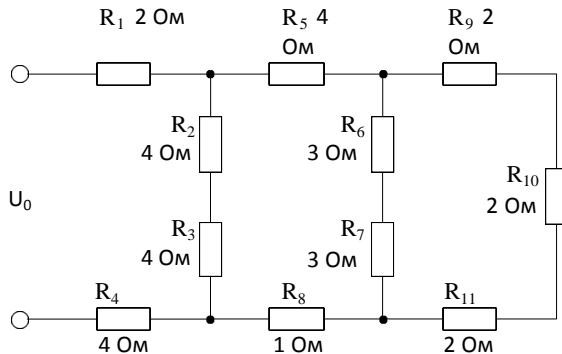 R1 2 Ом
R5 4
Ом
R9 2
Ом
R2
4 Ом
R6
3 Ом
R10
2 Ом
U0
R3
4 Ом
R7
3 Ом
R4
4 Ом
R8
1 Ом
R11
2 Ом